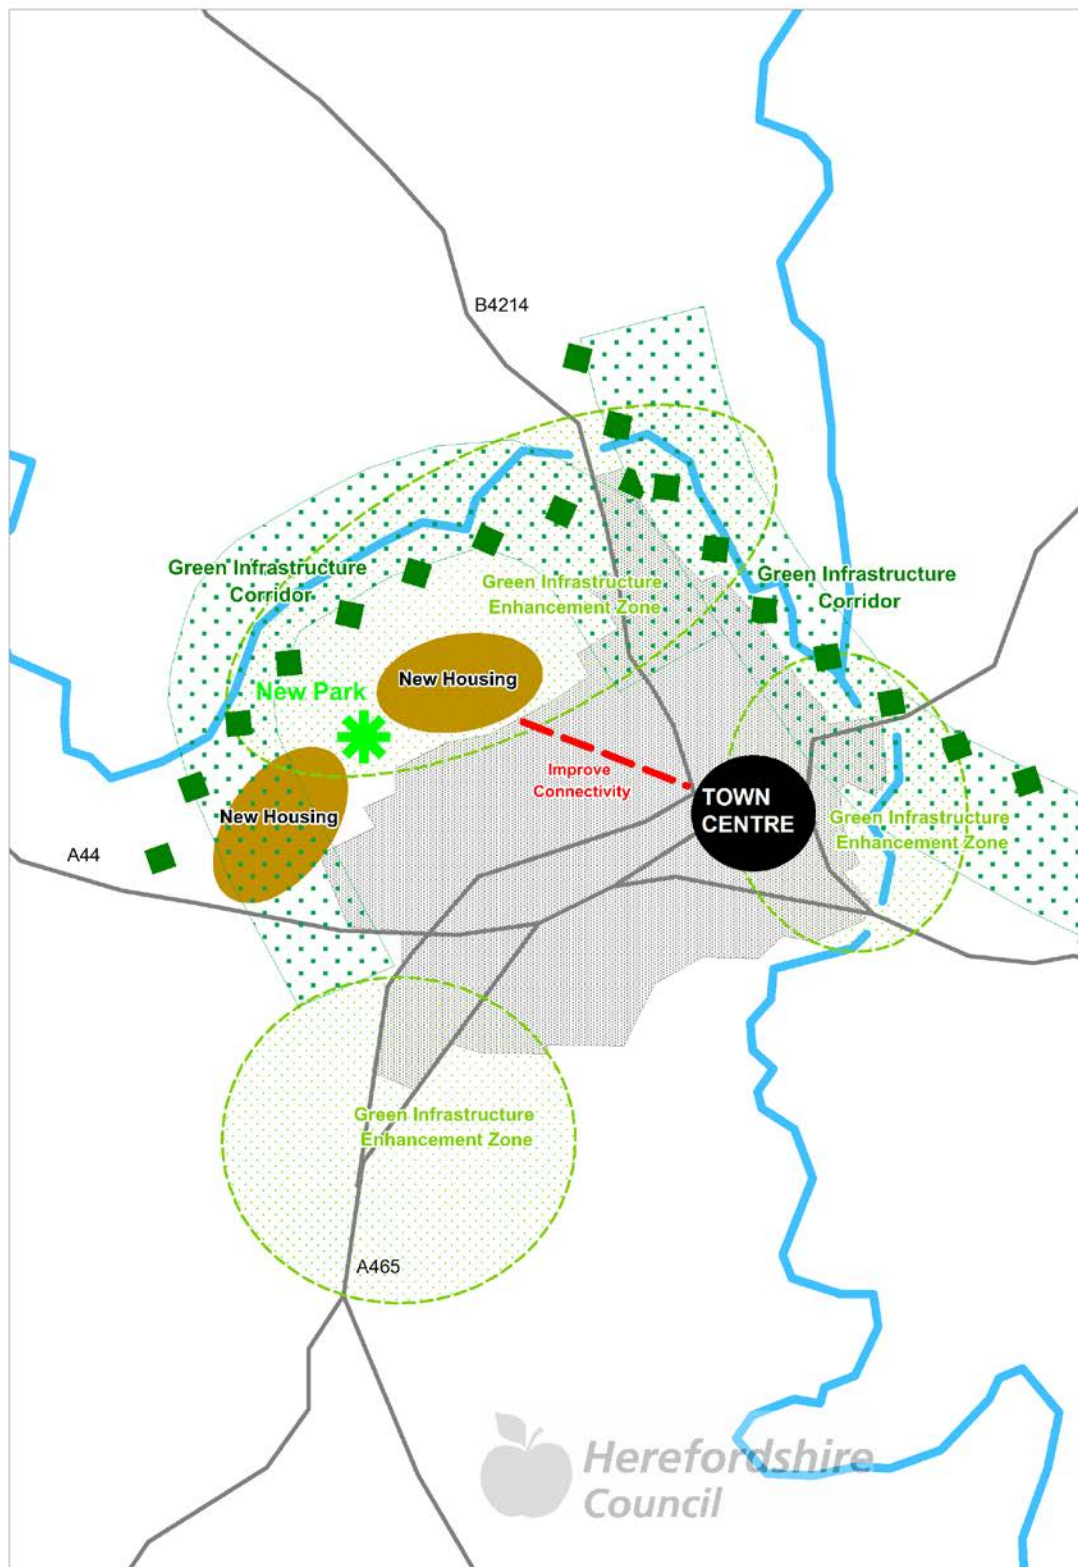 B4214
Green Infrastructure
Corridor
Green Infrastructure
Enhancement Zone
Green Infrastructure
Corridor
New Housing
New Park
Improve
Connectivity
New Housing
TOWN
CENTRE
Green Infrastructure
Enhancement Zone
A44
Green Infrastructure
Enhancement Zone
A465
Herefordshire
Council